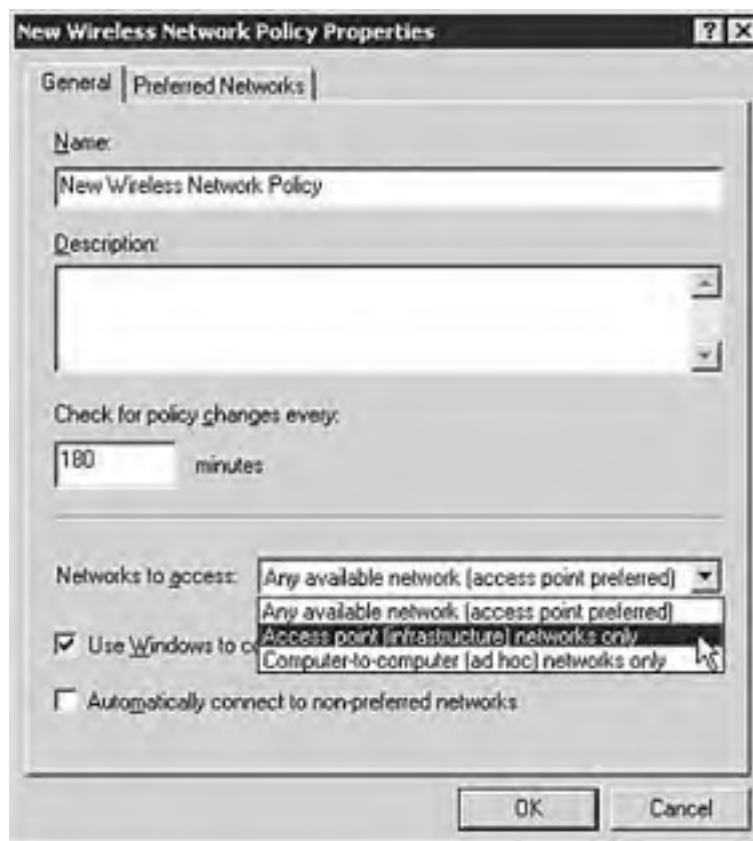 New Wireless Network Policy Properties
General Preferred Networks
Name:
New Wireless Network Policy
Description:
Check for policy changes every:
180 minutes
Networks to access: Any available network (access point preferred)
Any available network (access point preferred)
Access point (infrastructure) networks only
Use Windows to
Computer-to-computer (ad hoc) networks only
Automatically connect to non-preferred networks
OK Cancel